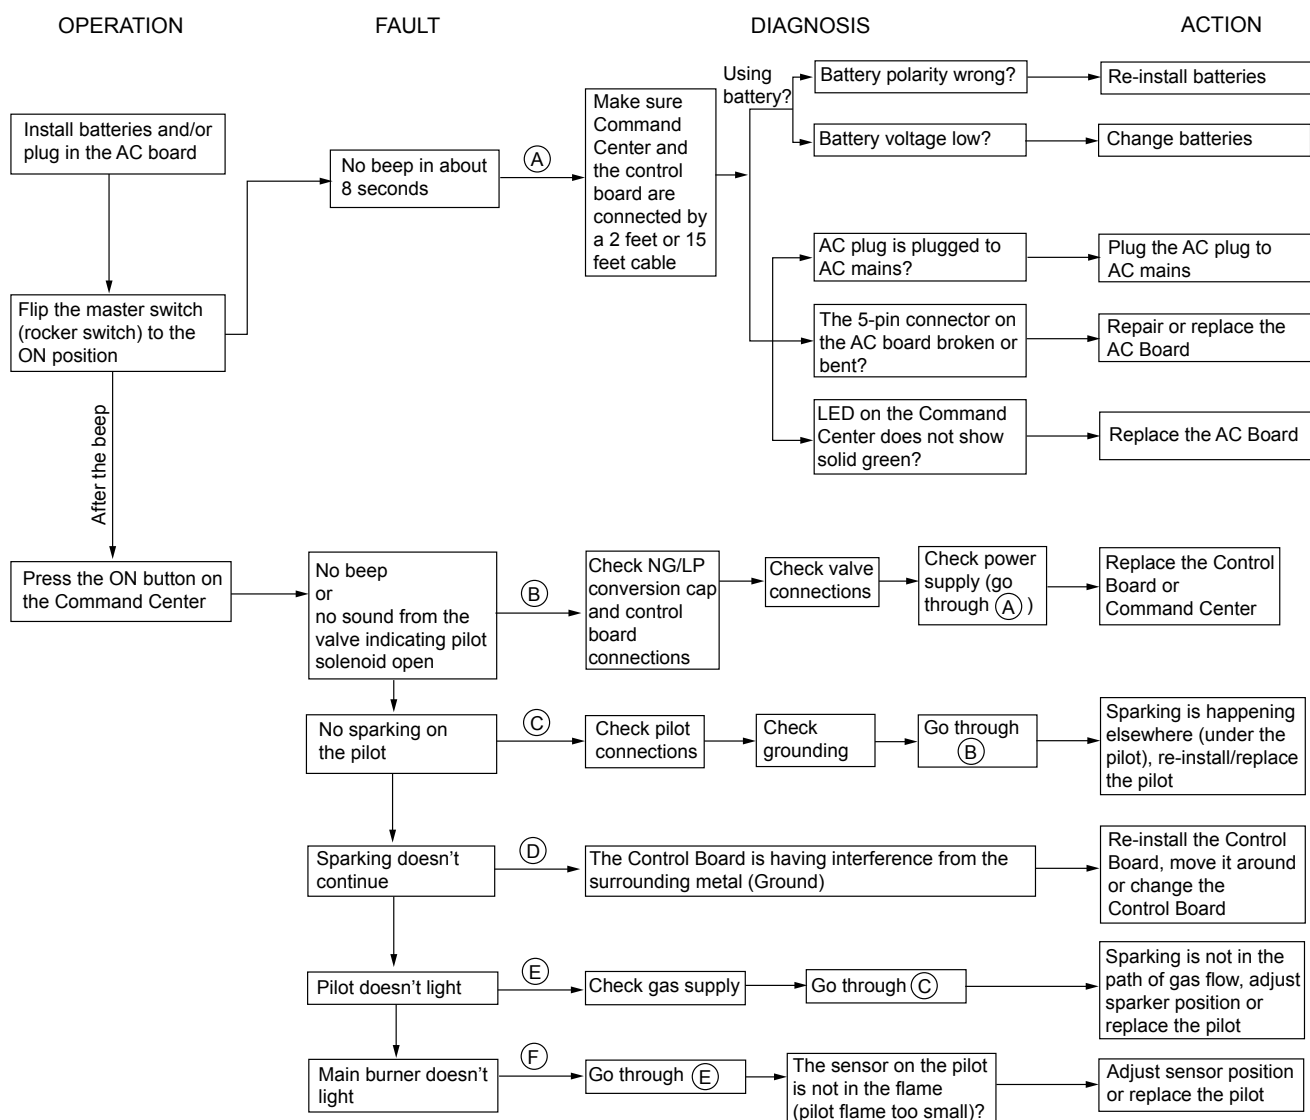 OPERATION
FAULT
DIAGNOSIS
ACTION
Install batteries and/or
plug in the AC board
Flip the master switch
(rocker switch) to the
ON position
After the beep
Press the ON button on
the Command Center
No beep in about
8 seconds
A
Make sure
Command
Center and
the control
board are
connected by
a 2 feet or 15
feet cable
Using
battery?
Battery polarity wrong?
Re-install batteries
Battery voltage low?
Change batteries
AC plug is plugged to
AC mains?
Plug the AC plug to
AC mains
The 5-pin connector on
the AC board broken or
bent?
Repair or replace the
AC Board
LED on the Command
Center does not show
solid green?
Replace the AC Board
No beep
or
no sound from the
valve indicating pilot
solenoid open
B
Check NG/LP
conversion cap
and control
board
connections
Check valve
connections
Check power
supply (go
through A )
Replace the Control
Board or
Command Center
No sparking on
the pilot
C
Check pilot
connections
Check
grounding
Go through
B
Sparking is happening
elsewhere (under the
pilot), re-install/replace
the pilot
Sparking doesn't
continue
D
The Control Board is having interference from the
surrounding metal (Ground)
Re-install the Control
Board, move it around
or change the
Control Board
Pilot doesn't light
E
Check gas supply
Go through C
Sparking is not in the
path of gas flow, adjust
sparker position or
replace the pilot
Main burner doesn't
light
F
Go through E
The sensor on the pilot
is not in the flame
(pilot flame too small)?
Adjust sensor position
or replace the pilot